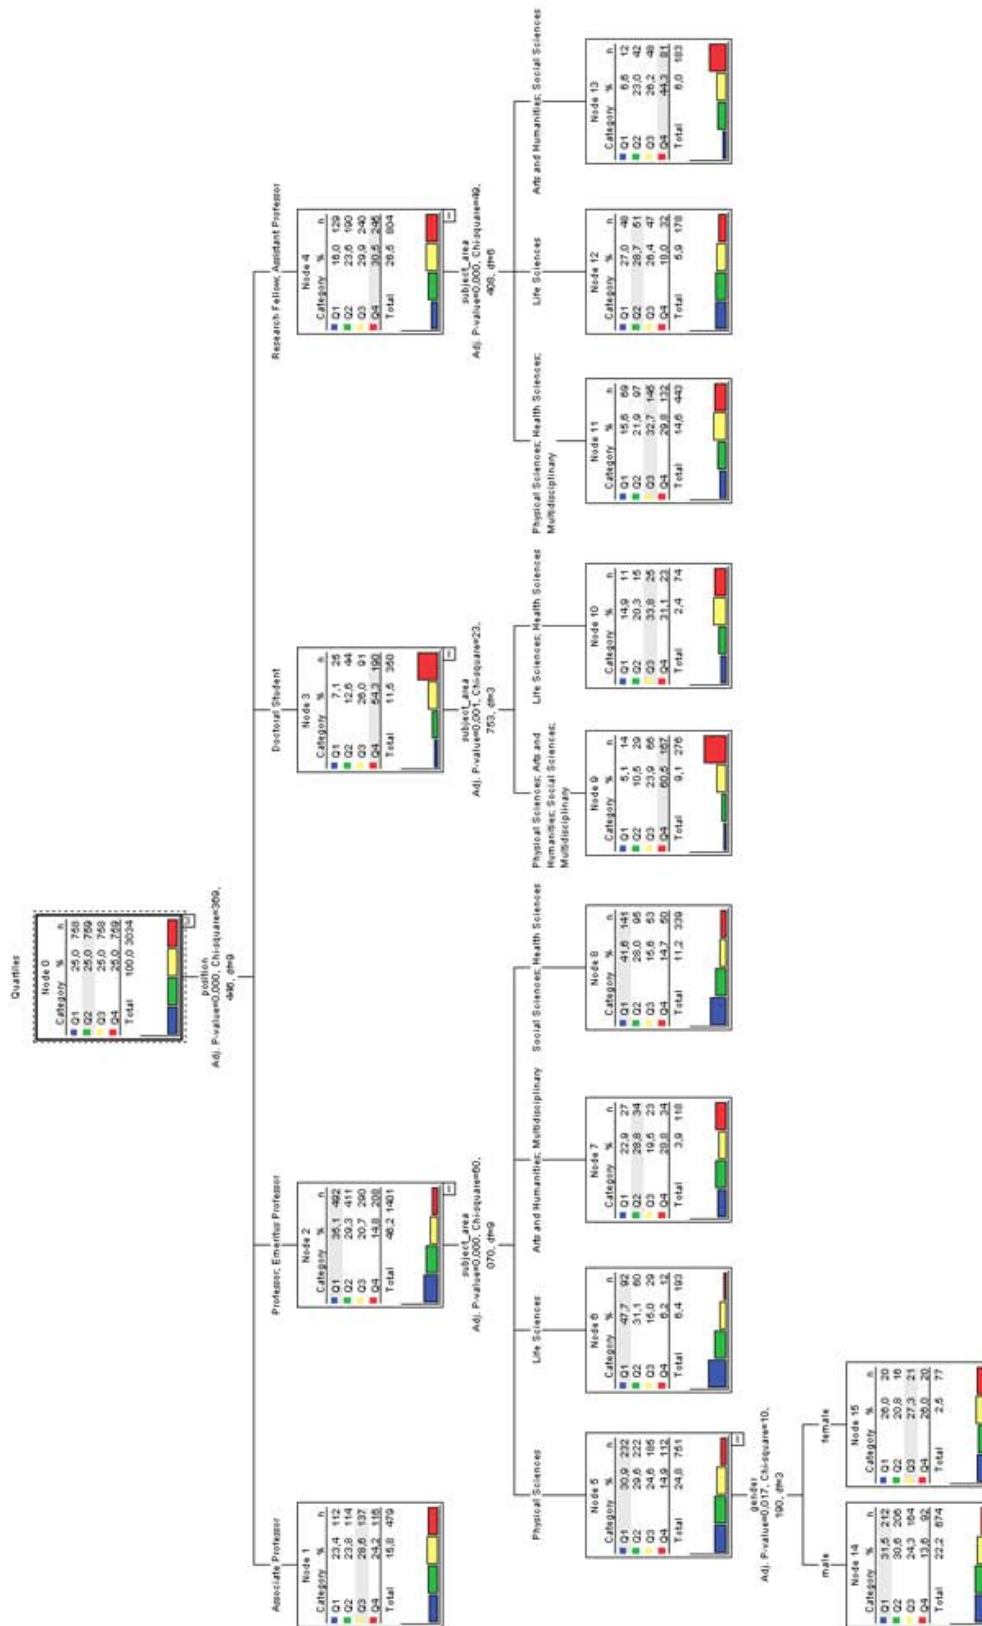 Quartiles
Node 0
Category % n
Q1 25,0 758
Q2 25,0 759
Q3 25,0 758
Q4 25,0 759
Total 100,0 3034
position
Adj. P-value=0,000, Chi-square=369,
446, df=9
Associate Professor
Node 1
Category % n
Q1 23,4 112
Q2 23,8 114
Q3 28,6 137
Q4 24,2 116
Total 15,8 479
Professor; Emeritus Professor
Node 2
Category % n
Q1 35,1 492
Q2 29,3 411
Q3 20,7 290
Q4 14,8 208
Total 46,2 1401
subject_area
Adj. P-value=0,000, Chi-square=60,
070, df=9
Doctoral Student
Node 3
Category % n
Q1 7,1 25
Q2 12,6 44
Q3 26,0 91
Q4 54,3 190
Total 11,5 350
subject_area
Adj. P-value=0,001, Chi-square=23,
753, df=3
Research Fellow; Assistant Professor
Node 4
Category % n
Q1 16,0 129
Q2 23,6 190
Q3 29,9 240
Q4 30,5 245
Total 26,5 804
subject_area
Adj. P-value=0,000, Chi-square=49,
408, df=6
Physical Sciences
Node 5
Category % n
Q1 30,9 232
Q2 29,6 222
Q3 24,6 185
Q4 14,9 112
Total 24,8 751
gender
Adj. P-value=0,017, Chi-square=10,
190, df=3
Life Sciences
Node 6
Category % n
Q1 47,7 92
Q2 31,1 60
Q3 15,0 29
Q4 6,2 12
Total 6,4 193
Arts and Humanities; Multidisciplinary
Node 7
Category % n
Q1 22,9 27
Q2 28,8 34
Q3 19,5 23
Q4 28,8 34
Total 3,9 118
Social Sciences; Health Sciences
Node 8
Category % n
Q1 41,6 141
Q2 28,0 95
Q3 15,6 53
Q4 14,7 50
Total 11,2 339
Physical Sciences; Arts and
Humanities; Social Sciences;
Multidisciplinary
Node 9
Category % n
Q1 5,1 14
Q2 10,5 29
Q3 23,9 66
Q4 60,5 167
Total 9,1 276
Life Sciences; Health Sciences
Node 10
Category % n
Q1 14,9 11
Q2 20,3 15
Q3 33,8 25
Q4 31,1 23
Total 2,4 74
Physical Sciences; Health Sciences;
Multidisciplinary
Node 11
Category % n
Q1 15,6 69
Q2 21,9 97
Q3 32,7 145
Q4 29,8 132
Total 14,6 443
Life Sciences
Node 12
Category % n
Q1 27,0 48
Q2 28,7 51
Q3 26,4 47
Q4 18,0 32
Total 5,9 178
Arts and Humanities; Social Sciences
Node 13
Category % n
Q1 6,6 12
Q2 23,0 42
Q3 26,2 48
Q4 44,3 81
Total 6,0 183
male
Node 14
Category % n
Q1 31,5 212
Q2 30,6 206
Q3 24,3 164
Q4 13,6 92
Total 22,2 674
female
Node 15
Category % n
Q1 26,0 20
Q2 20,8 16
Q3 27,3 21
Q4 26,0 20
Total 2,5 77